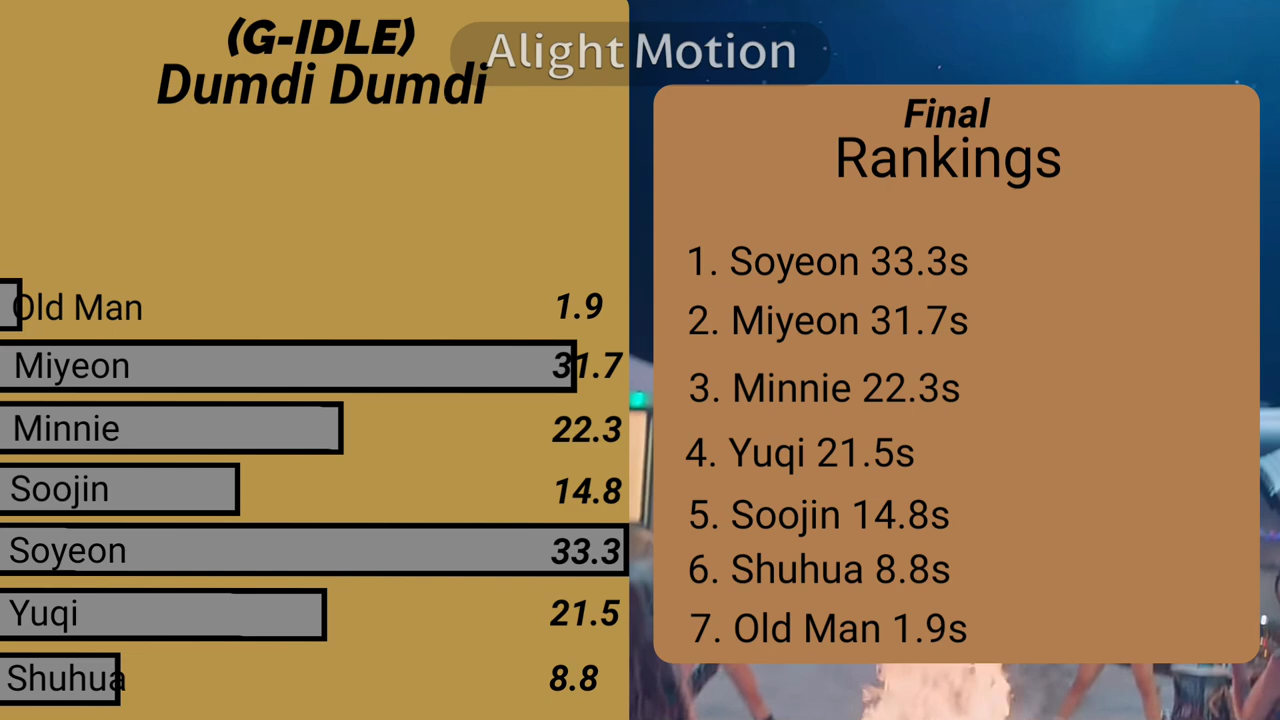 (G-IDLE)
Dumdi Dumdi
Alight Motion
Old Man 1.9
Miyeon 31.7
Minnie 22.3
Soojin 14.8
Soyeon 33.3
Yuqi 21.5
Shuhua 8.8
Final
Rankings
1. Soyeon 33.3s
2. Miyeon 31.7s
3. Minnie 22.3s
4. Yuqi 21.5s
5. Soojin 14.8s
6. Shuhua 8.8s
7. Old Man 1.9s